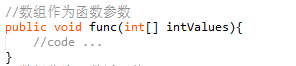 //数组作为函数参数
public void func(int[] intValues){
    //code ...
}